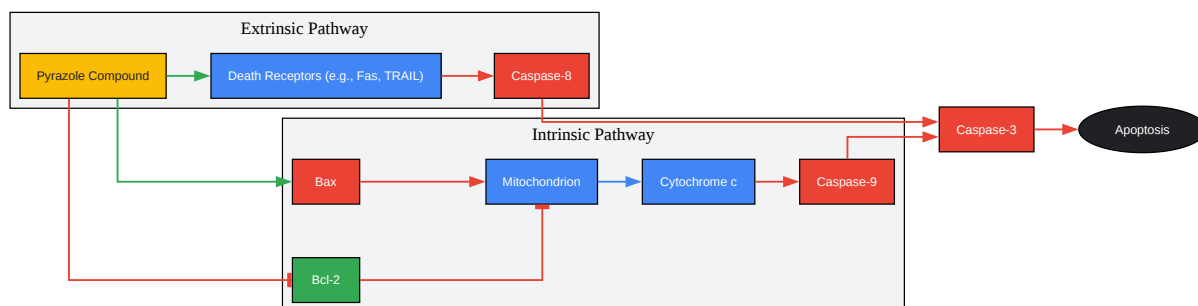 Extrinsic Pathway
Pyrazole Compound
Death Receptors (e.g., Fas, TRAIL)
Caspase-8
Caspase-3
Apoptosis
Intrinsic Pathway
Bax
Mitochondrion
Cytochrome c
Caspase-9
Bcl-2